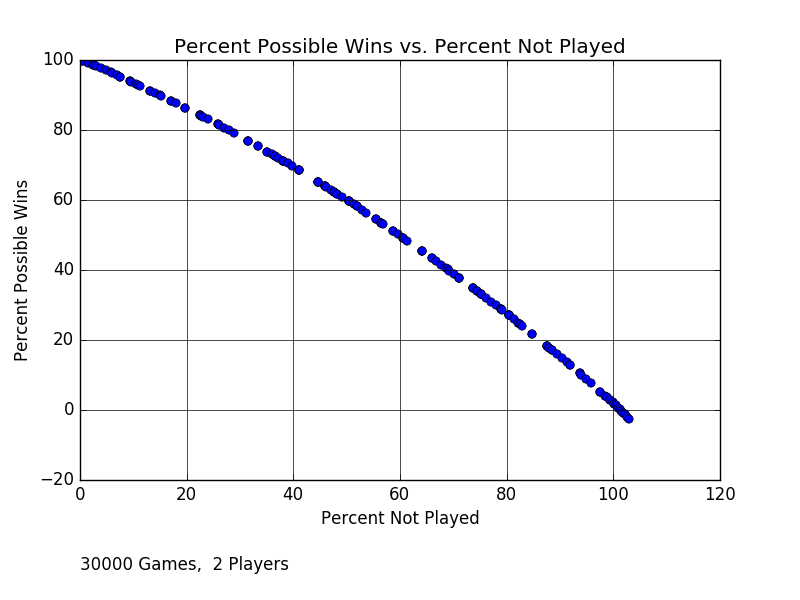 Percent Possible Wins vs. Percent Not Played
100
80
60
40
20
0
−20
Percent Possible Wins
0 20 40 60 80 100 120
Percent Not Played
30000 Games,  2 Players